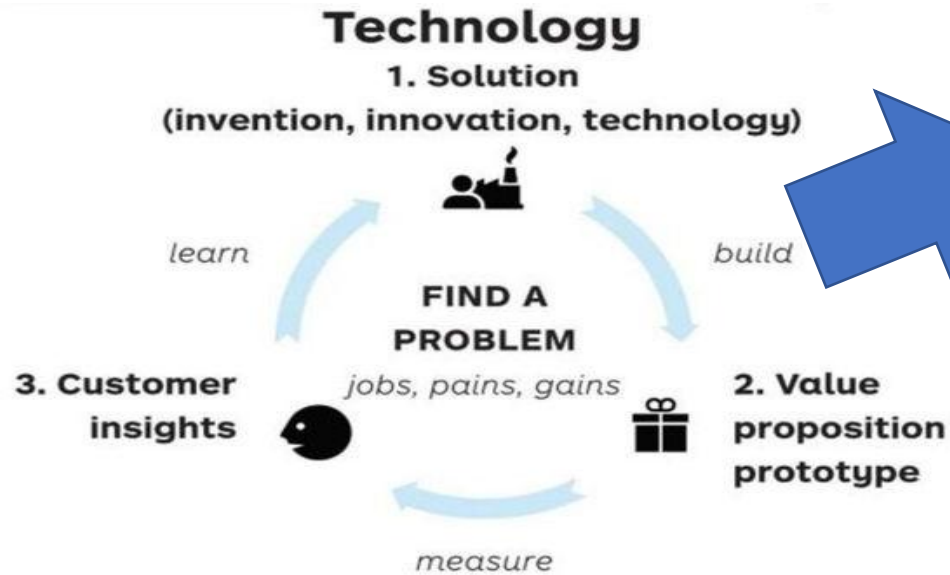 Technology
1. Solution
(invention, innovation, technology)
learn
build
FIND A
PROBLEM
jobs, pains, gains
3. Customer
insights
2. Value
proposition
prototype
measure